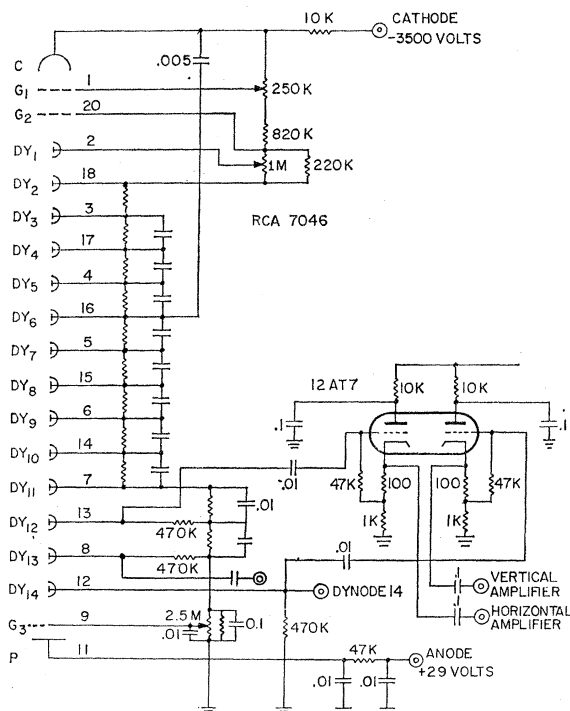 10 K
CATHODE
-3500 VOLTS
C
.005
G1
1
250K
G2
20
820K
DY1
2
1M
220K
DY2
18
RCA 7046
DY3
3
DY4
17
DY5
4
DY6
16
DY7
5
DY8
15
12 AT7
10K
10K
DY9
6
.1
.1
DY10
14
.01
47K
100
100
47K
DY11
7
.01
1K
1K
DY12
13
470K
DY13
8
470K
.01
DY14
12
DYNODE 14
.1
VERTICAL
AMPLIFIER
.1
HORIZONTAL
AMPLIFIER
G3
9
2.5M
.01
0.1
470K
P
11
47K
ANODE
+29 VOLTS
.01
.01